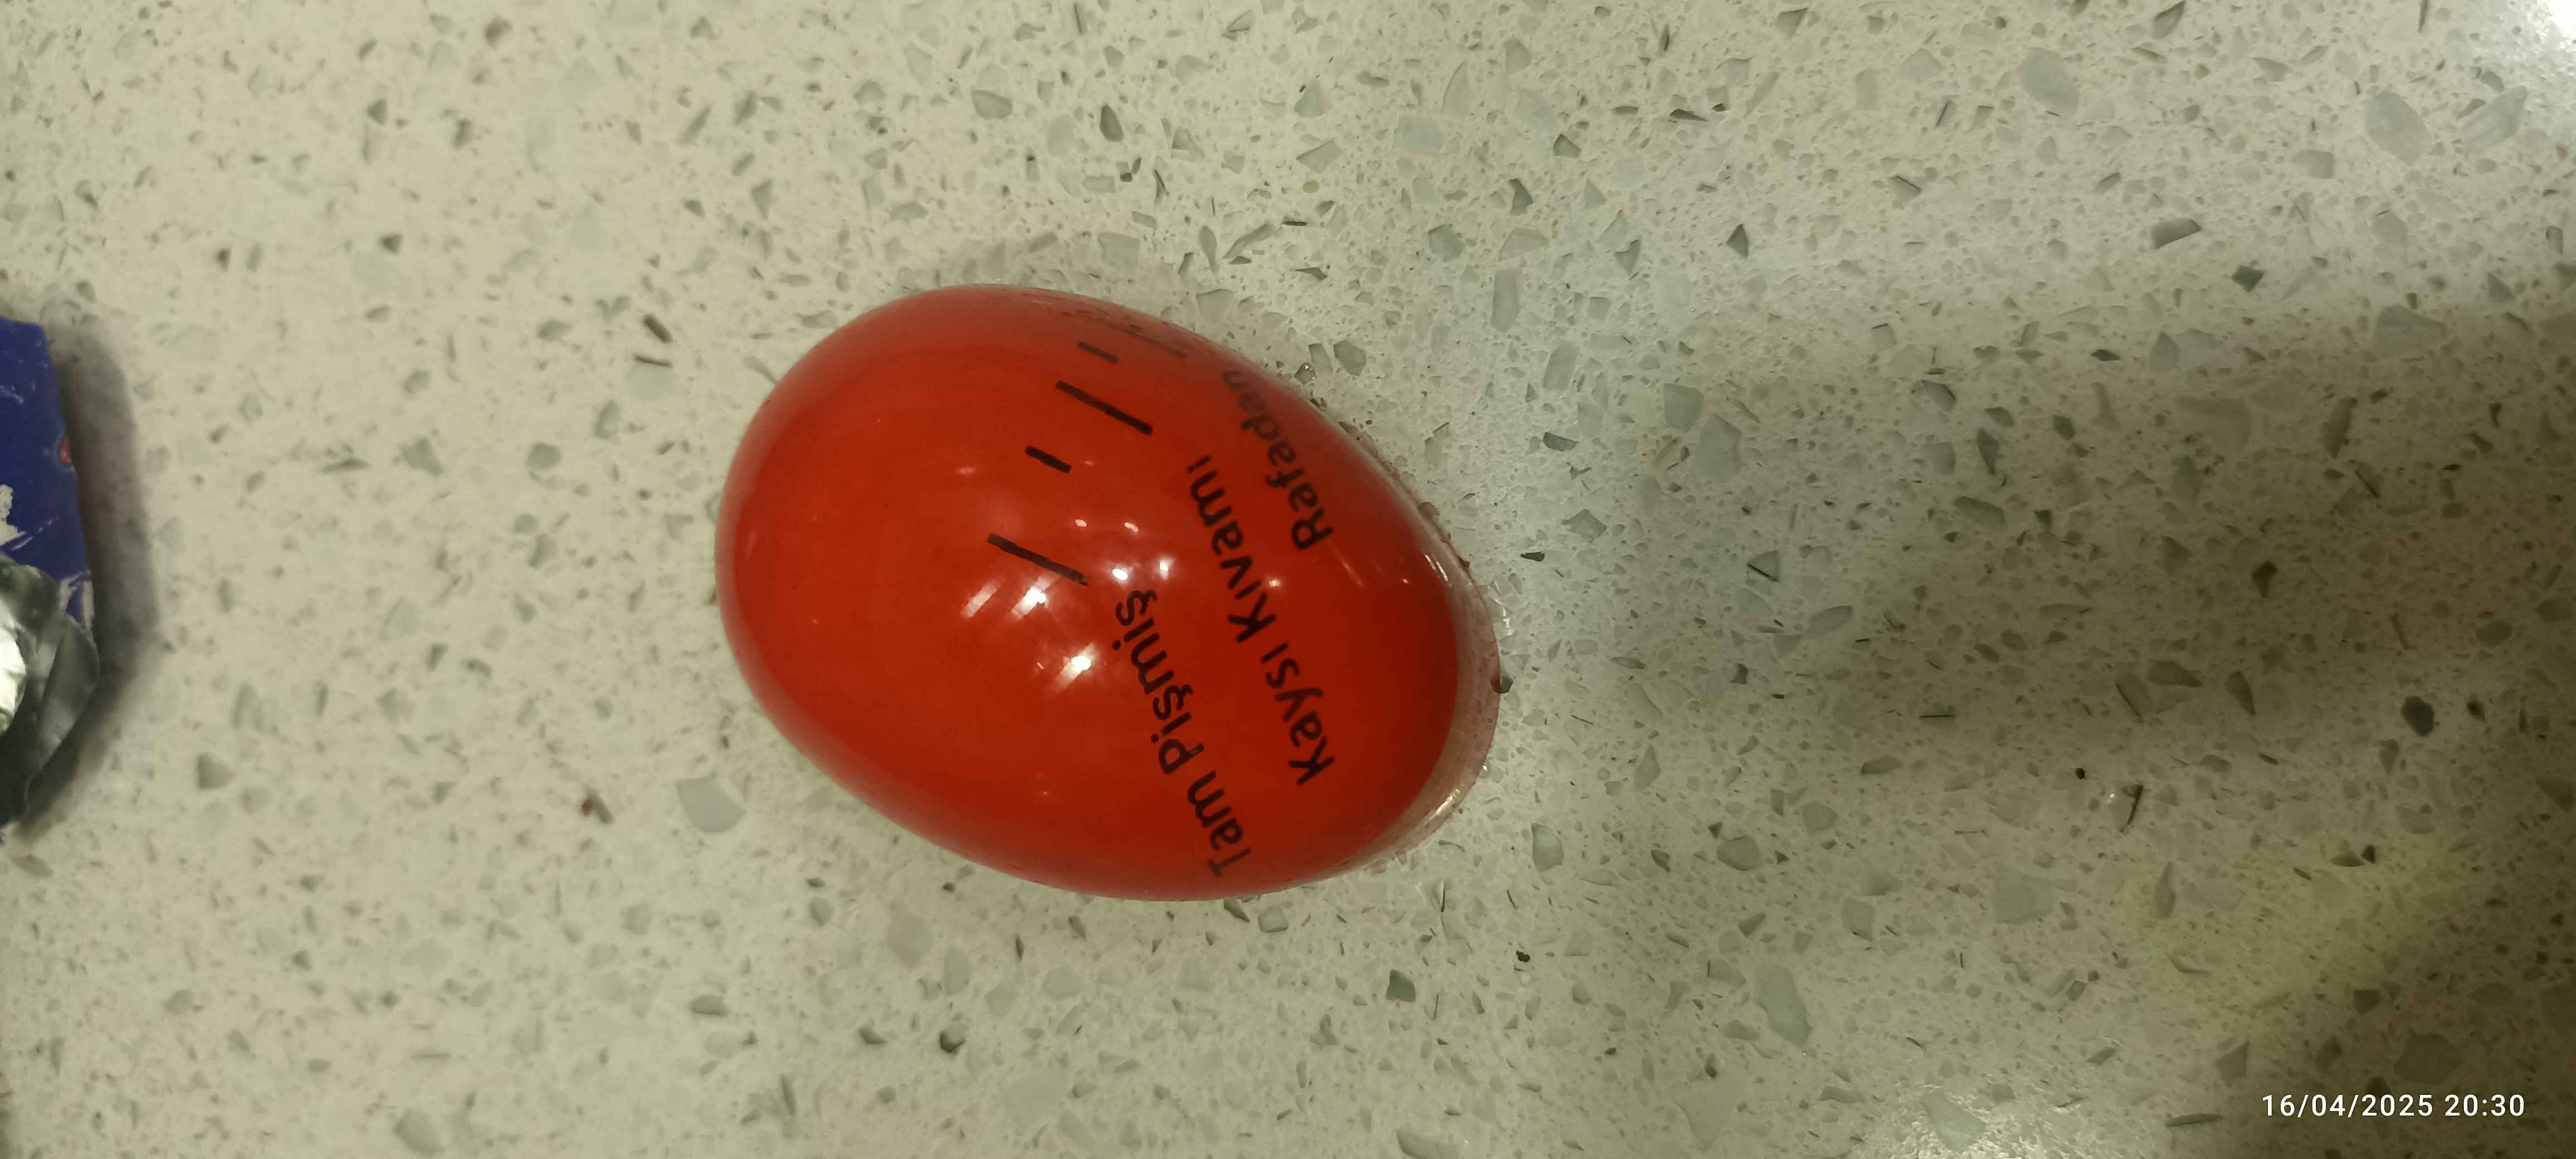 Rafadan
Kaysı Kıvamı
Tam Pişmiş
16/04/2025 20:30